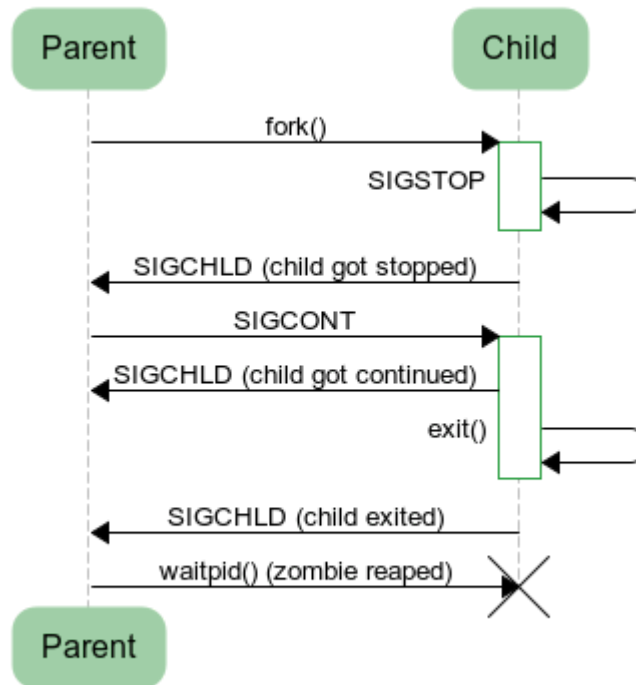 Parent
Child
fork()
SIGSTOP
SIGCHLD (child got stopped)
SIGCONT
SIGCHLD (child got continued)
exit()
SIGCHLD (child exited)
waitpid() (zombie reaped)
Parent